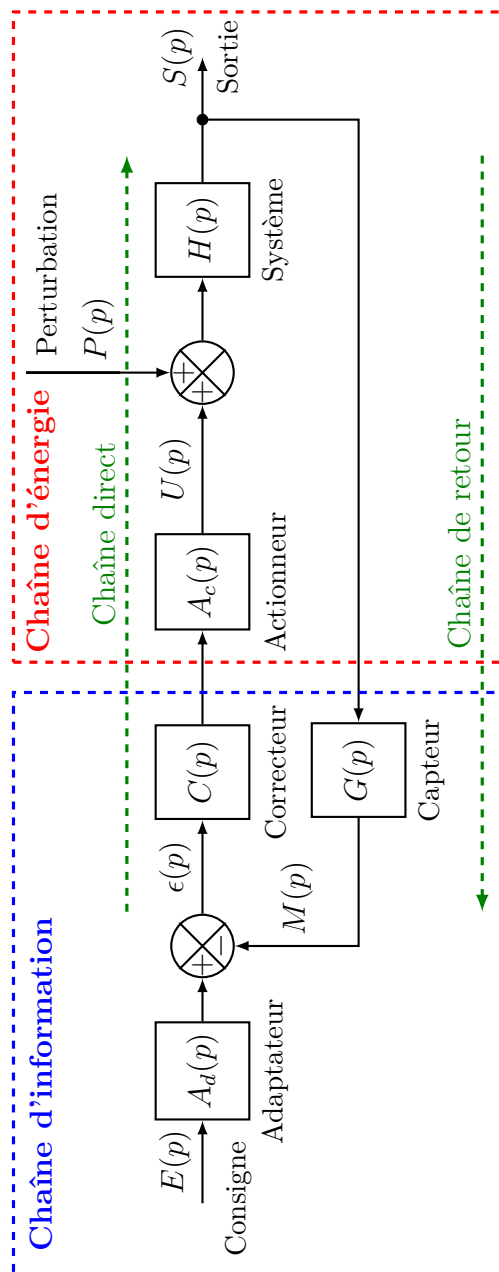 Chaîne d'information
Chaîne d'énergie
Perturbation
P(p)
Chaîne direct
E(p)
Consigne
A_d(p)
Adaptateur
+
−
ϵ(p)
C(p)
Correcteur
A_c(p)
Actionneur
U(p)
+
+
H(p)
Système
S(p)
Sortie
M(p)
G(p)
Capteur
Chaîne de retour